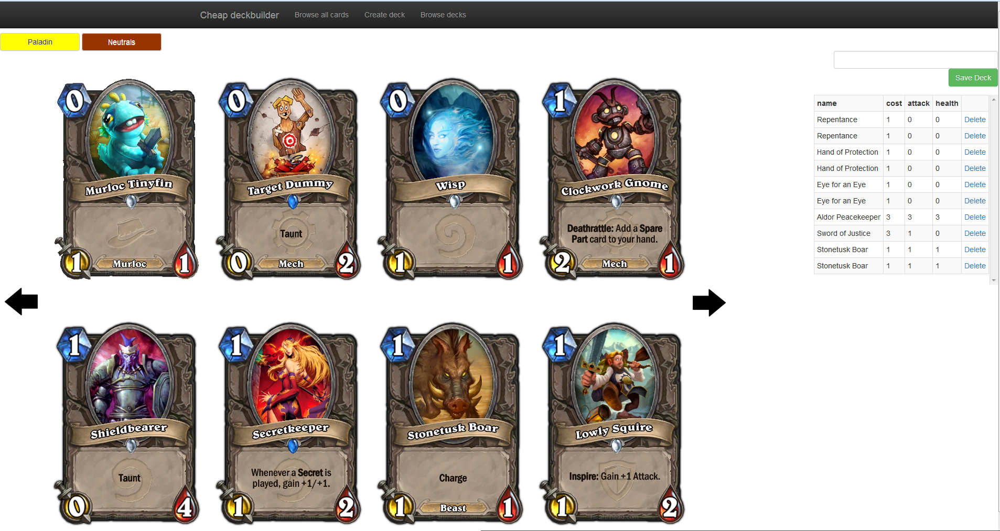 Cheap deckbuilder Browse all cards Create deck Browse decks
Paladin Neutrals
Save Deck
0
Murloc Tinyfin
Murloc
1 1
0
Target Dummy
Taunt
Mech
0 2
0
Wisp
1 1
1
Clockwork Gnome
Deathrattle: Add a Spare
Part card to your hand.
Mech
2 1
1
Shieldbearer
Taunt
0 4
1
Secretkeeper
Whenever a Secret is
played, gain +1/+1.
1 2
1
Stonetusk Boar
Charge
Beast
1 1
1
Lowly Squire
Inspire: Gain +1 Attack.
1 2
name cost attack health
Repentance 1 0 0 Delete
Repentance 1 0 0 Delete
Hand of Protection 1 0 0 Delete
Hand of Protection 1 0 0 Delete
Eye for an Eye 1 0 0 Delete
Eye for an Eye 1 0 0 Delete
Aldor Peacekeeper 3 3 3 Delete
Sword of Justice 3 1 0 Delete
Stonetusk Boar 1 1 1 Delete
Stonetusk Boar 1 1 1 Delete